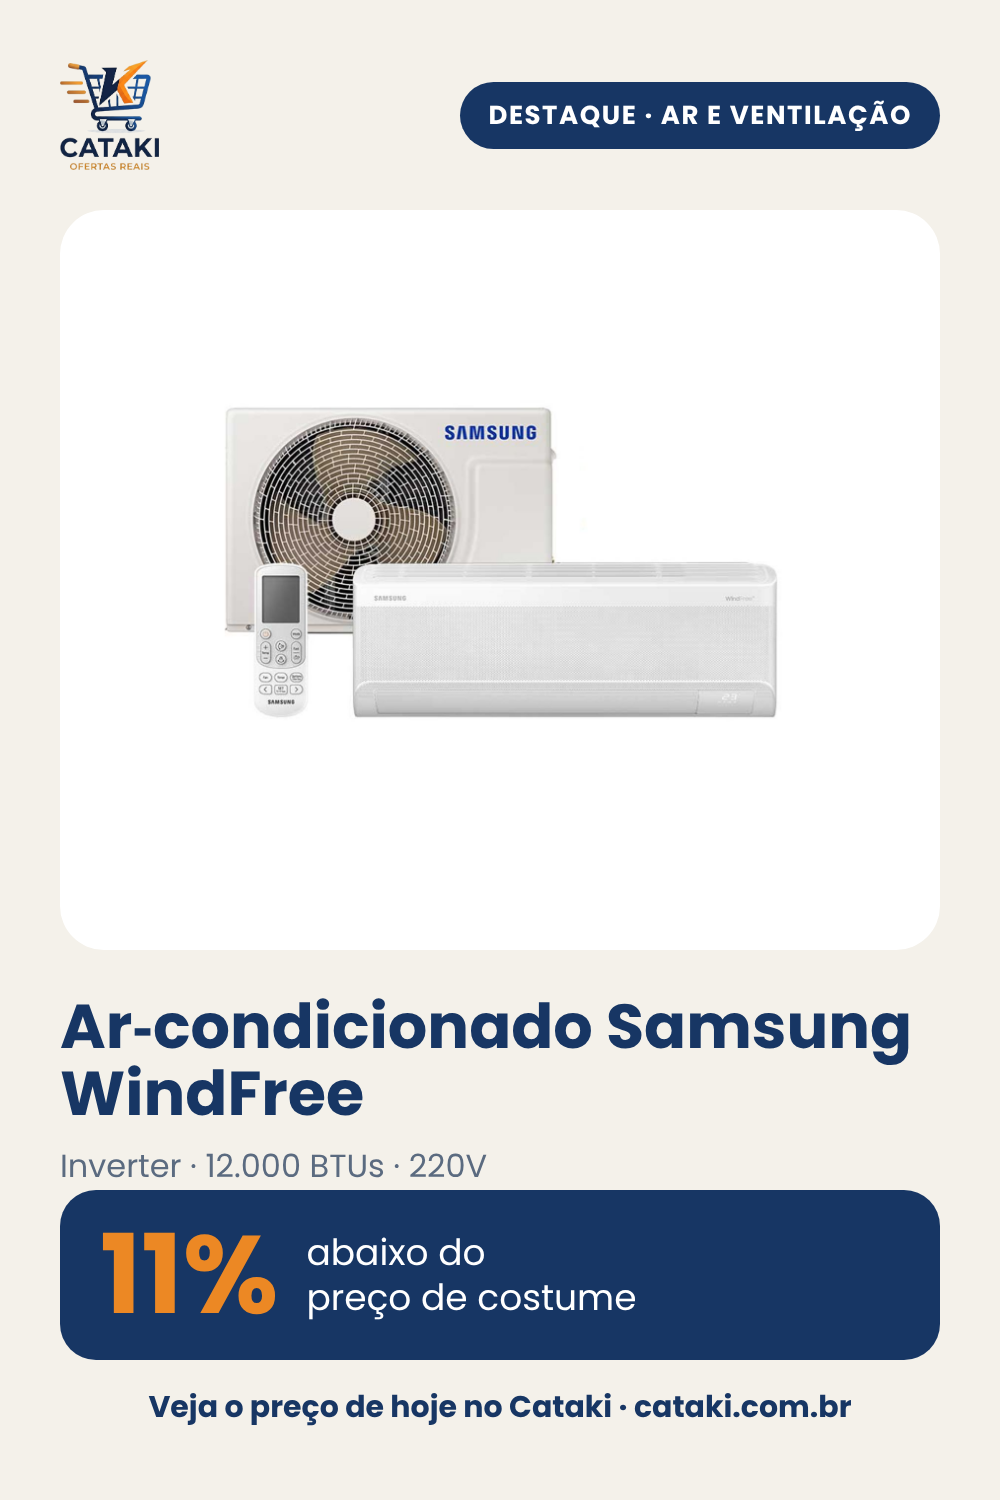 CATAKI
OFERTAS REAIS
DESTAQUE · AR E VENTILAÇÃO
SAMSUNG
SAMSUNG
WindFree
SAMSUNG
Ar-condicionado Samsung
WindFree
Inverter · 12.000 BTUs · 220V
11%
abaixo do
preço de costume
Veja o preço de hoje no Cataki · cataki.com.br